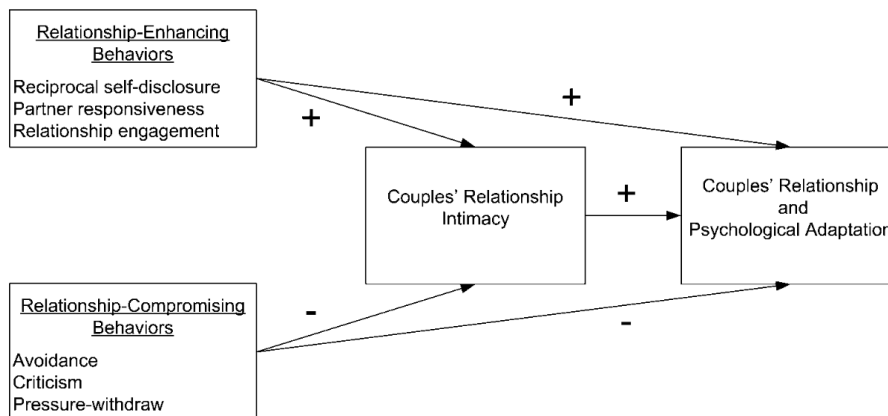 Relationship-Enhancing
Behaviors
Reciprocal self-disclosure
Partner responsiveness
Relationship engagement
+
+
Couples' Relationship
Intimacy
+
Couples' Relationship
and
Psychological Adaptation
Relationship-Compromising
Behaviors
Avoidance
Criticism
Pressure-withdraw
-
-